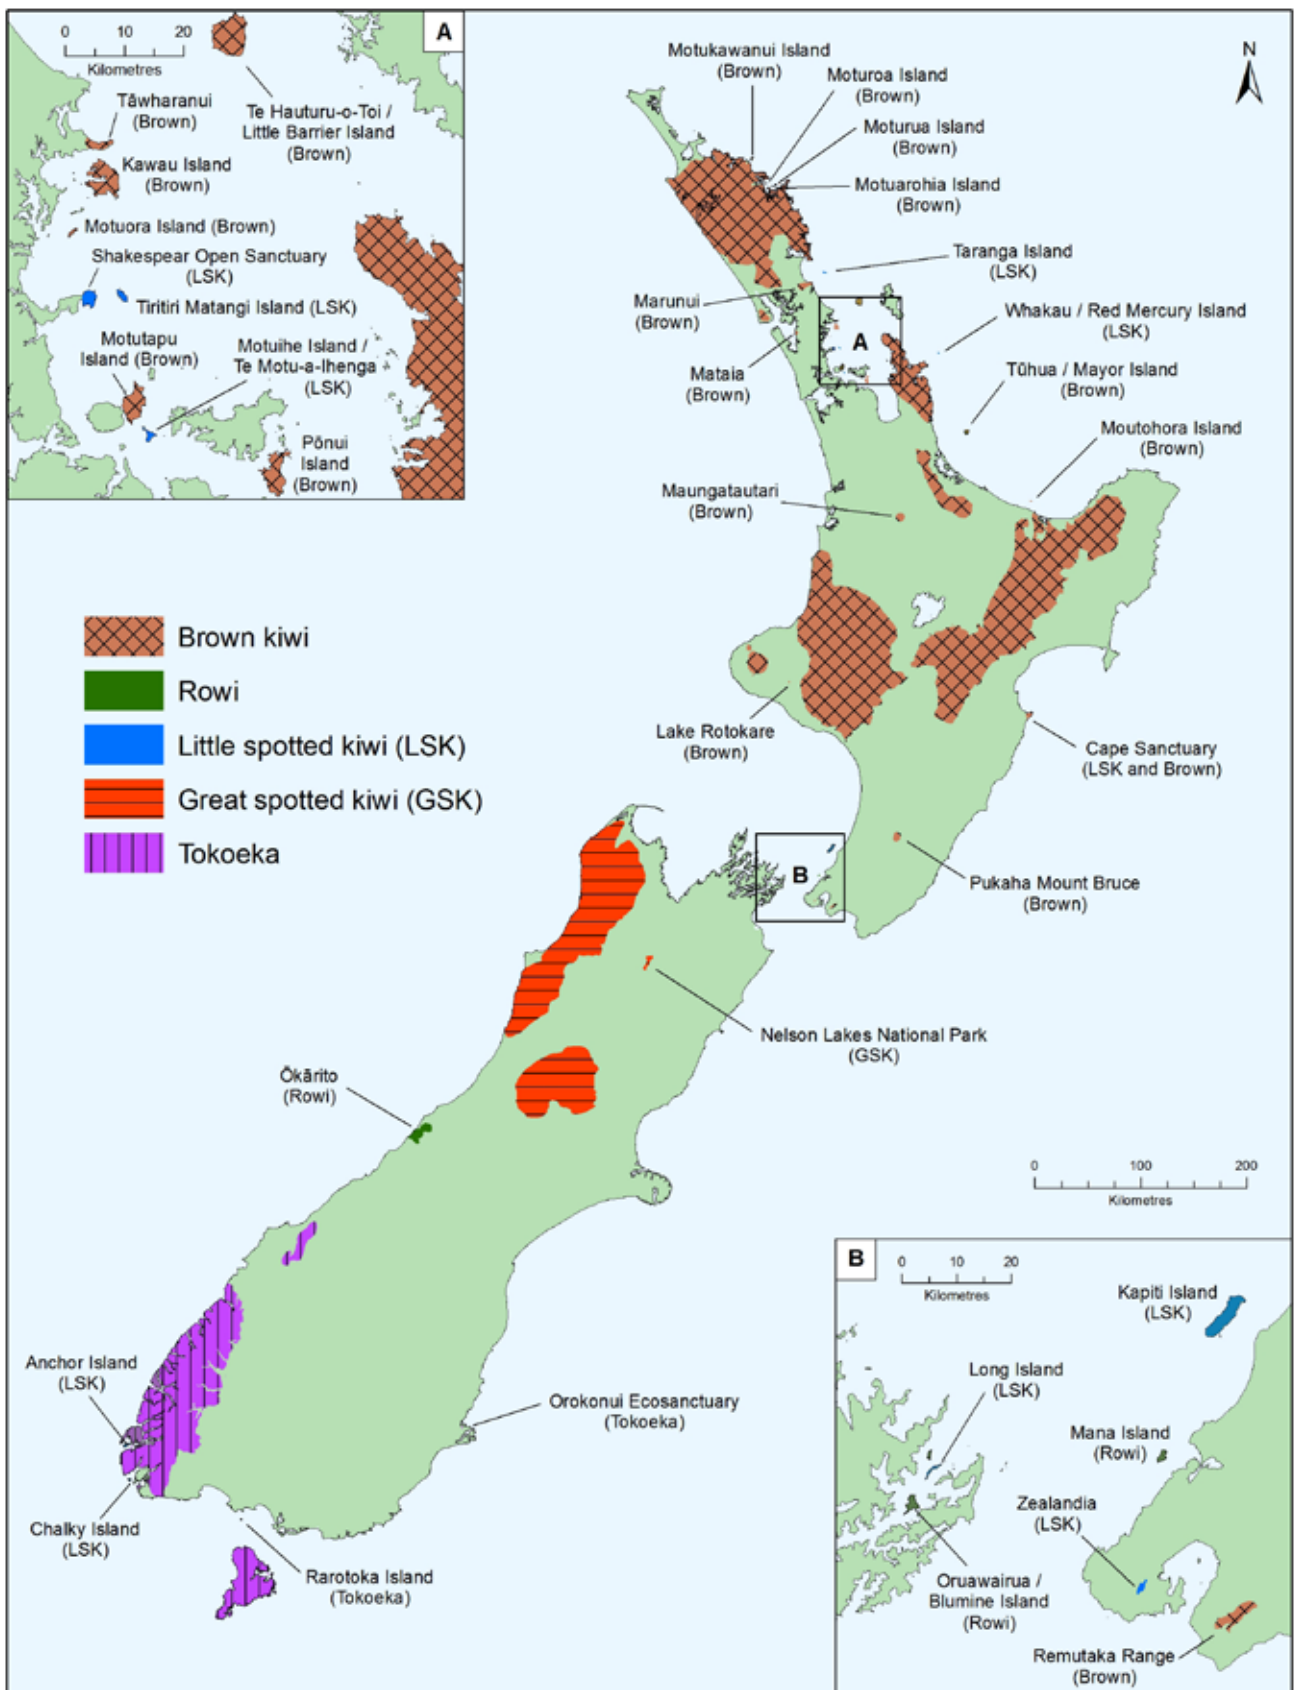 A
0 10 20
Kilometres
Tāwharanui
(Brown)
Te Hauturu-o-Toi /
Little Barrier Island
(Brown)
Kawau Island
(Brown)
Motuora Island (Brown)
Shakespear Open Sanctuary
(LSK)
Tiritiri Matangi Island (LSK)
Motutapu
Island (Brown)
Motuihe Island /
Te Motu-a-Ihenga
(LSK)
Pōnui
Island
(Brown)
N
Motukawanui Island
(Brown)
Moturoa Island
(Brown)
Moturua Island
(Brown)
Motuarohia Island
(Brown)
Taranga Island
(LSK)
Marunui
(Brown)
Whakau / Red Mercury Island
(LSK)
A
Mataia
(Brown)
Tūhua / Mayor Island
(Brown)
Moutohora Island
(Brown)
Maungatautari
(Brown)
Brown kiwi
Rowi
Little spotted kiwi (LSK)
Great spotted kiwi (GSK)
Tokoeka
Lake Rotokare
(Brown)
Cape Sanctuary
(LSK and Brown)
B
Pukaha Mount Bruce
(Brown)
Nelson Lakes National Park
(GSK)
Ōkārito
(Rowi)
0 100 200
Kilometres
Anchor Island
(LSK)
Orokonui Ecosanctuary
(Tokoeka)
Chalky Island
(LSK)
Rarotoka Island
(Tokoeka)
B
0 10 20
Kilometres
Kapiti Island
(LSK)
Long Island
(LSK)
Mana Island
(Rowi)
Zealandia
(LSK)
Oruawairua /
Blumine Island
(Rowi)
Remutaka Range
(Brown)